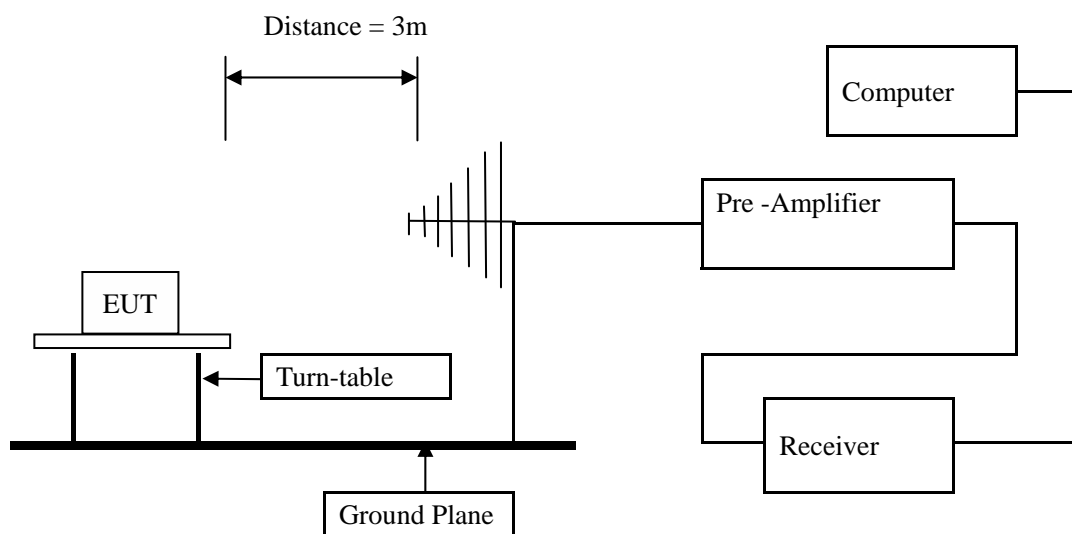 Distance = 3m
Computer
Pre -Amplifier
EUT
Turn-table
Receiver
Ground Plane